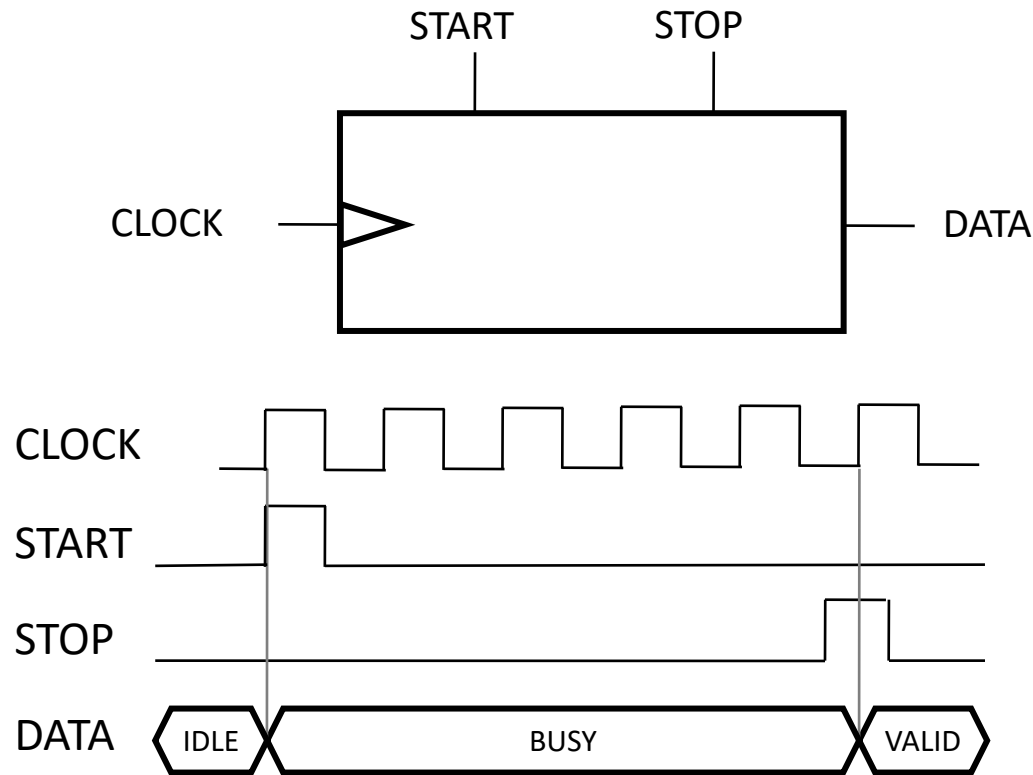 START STOP
CLOCK DATA
CLOCK
START
STOP
DATA IDLE BUSY VALID